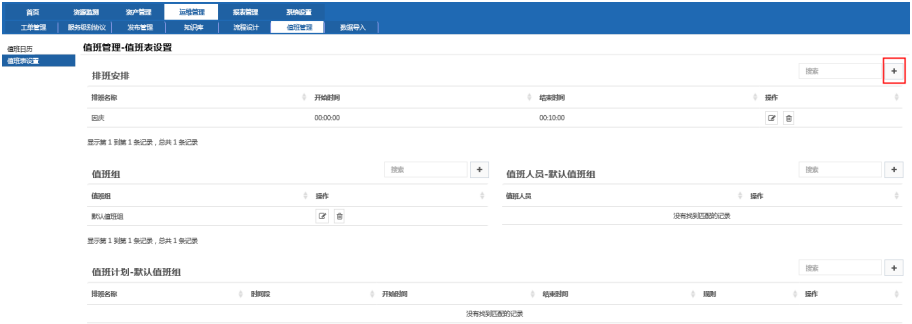 首页 资源监测 资产管理 运维管理 报表管理 系统设置
工单管理 服务级别协议 发布管理 知识库 流程设计 值班管理 数据导入
值班日历
值班表设置
值班管理-值班表设置
排班安排 搜索 +
排班名称 开始时间 结束时间 操作
国庆 00:00:00 00:10:00
显示第 1 到第 1 条记录，总共 1 条记录
值班组 搜索 +
值班组 操作
默认值班组
显示第 1 到第 1 条记录，总共 1 条记录
值班人员-默认值班组 搜索 +
值班人员 操作
没有找到匹配的记录
值班计划-默认值班组 搜索 +
排班名称 时间段 开始时间 结束时间 规则 操作
没有找到匹配的记录